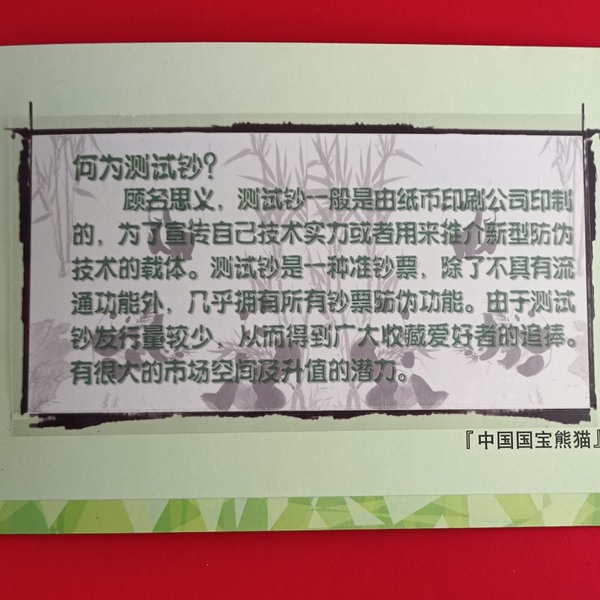 何为测试钞？
顾名思义，测试钞一般是由纸币印刷公司印制
的，为了宣传自己技术实力或者用来推介新型防伪
技术的载体。测试钞是一种准钞票，除了不具有流
通功能外，几乎拥有所有钞票防伪功能。由于测试
钞发行量较少，从而得到广大收藏爱好者的追捧。
有很大的市场空间及升值的潜力。
『中国国宝熊猫』